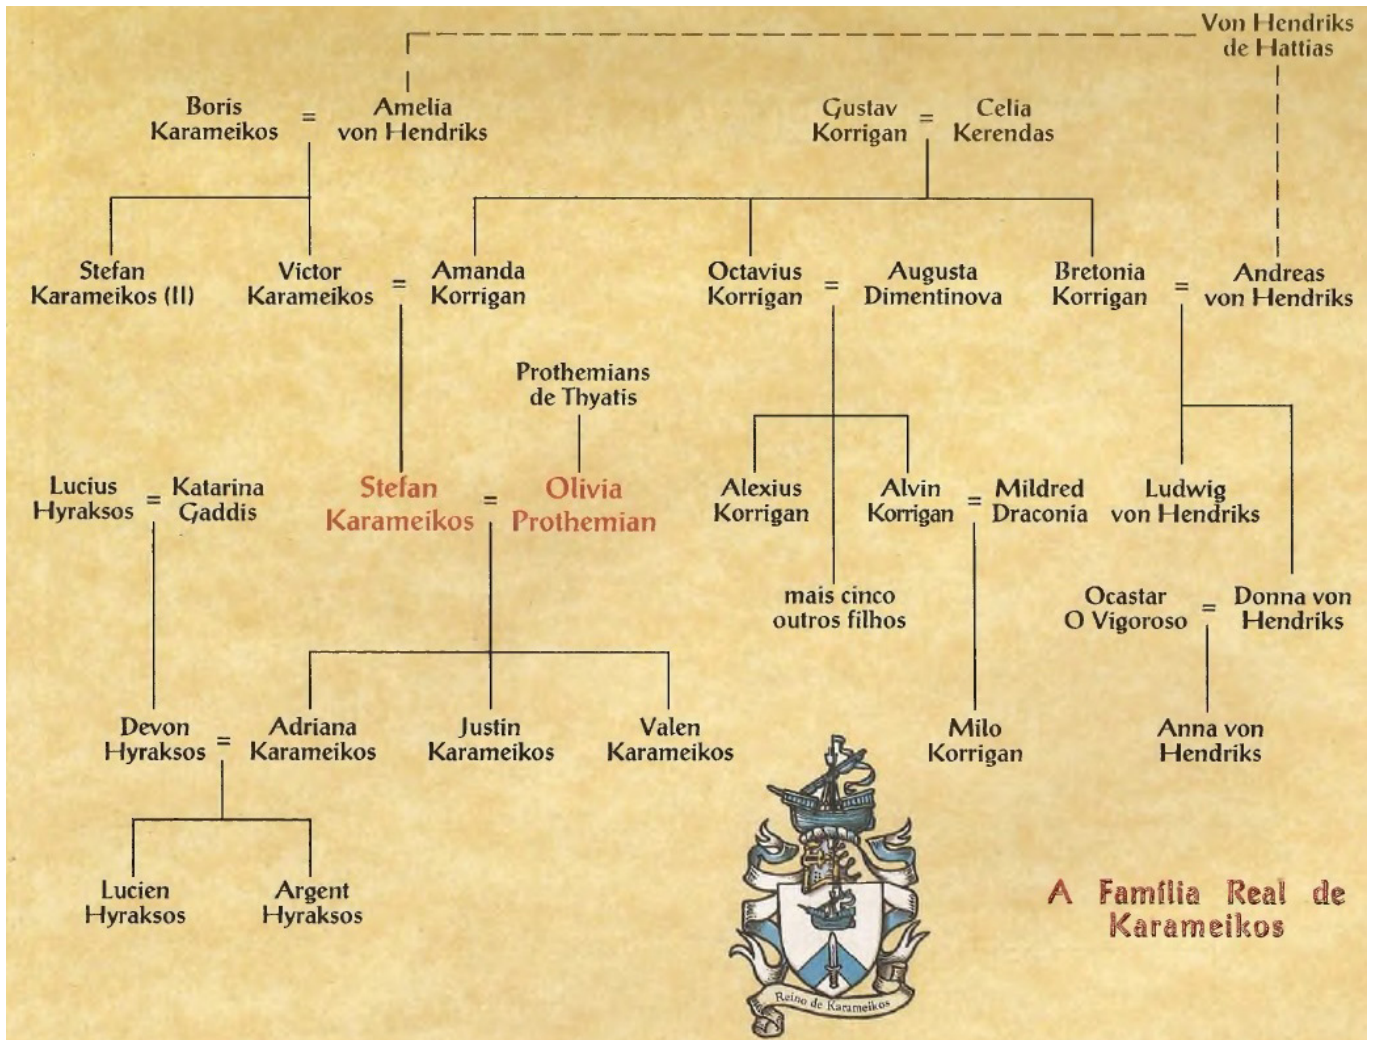 Von Hendriks
de Hattias
Boris
Karameikos
=
Amelia
von Hendriks
Gustav
Korrigan
=
Celia
Kerendas
Stefan
Karameikos (II)
Victor
Karameikos
=
Amanda
Korrigan
Octavius
Korrigan
=
Augusta
Dimentinova
Bretonia
Korrigan
=
Andreas
von Hendriks
Prothemians
de Thyatis
Lucius
Hyraksos
=
Katarina
Gaddis
Stefan
Karameikos
=
Olivia
Prothemian
Alexius
Korrigan
Alvin
Korrigan
=
Mildred
Draconia
Ludwig
von Hendriks
mais cinco
outros filhos
Ocastar
O Vigoroso
=
Donna von
Hendriks
Devon
Hyraksos
=
Adriana
Karameikos
Justin
Karameikos
Valen
Karameikos
Milo
Korrigan
Anna von
Hendriks
Lucien
Hyraksos
Argent
Hyraksos
A Família Real de
Karameikos
Reino de Karameikos